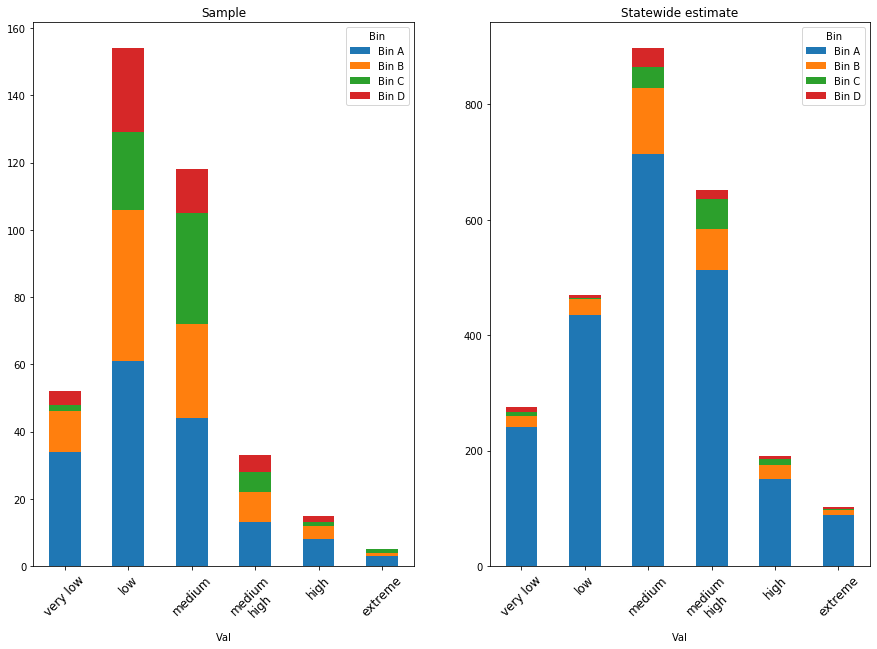 Sample
160
140
120
100
80
60
40
20
0
Bin
Bin A
Bin B
Bin C
Bin D
very low
low
medium
medium
high
high
extreme
Val
Statewide estimate
800
600
400
200
0
Bin
Bin A
Bin B
Bin C
Bin D
very low
low
medium
medium
high
high
extreme
Val